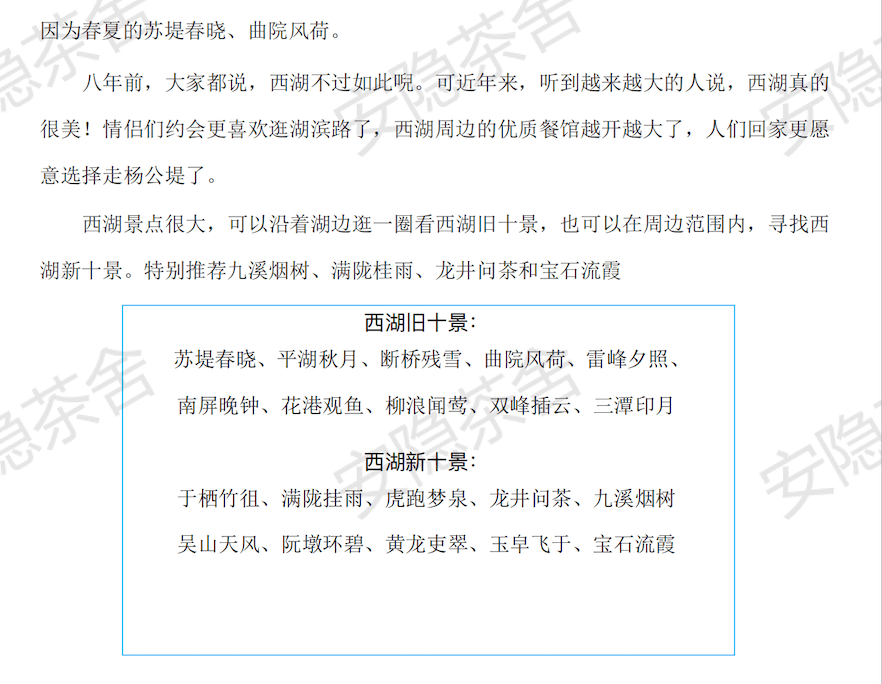 因为春夏的苏堤春晓、曲院风荷。
八年前，大家都说，西湖不过如此呢。可近年来，听到越来越大的人说，西湖真的
很美！情侣们约会更喜欢逛湖滨路了，西湖周边的优质餐馆越开越大了，人们回家更愿
意选择走杨公堤了。
西湖景点很大，可以沿着湖边逛一圈看西湖旧十景，也可以在周边范围内，寻找西
湖新十景。特别推荐九溪烟树、满陇桂雨、龙井问茶和宝石流霞
西湖旧十景：
苏堤春晓、平湖秋月、断桥残雪、曲院风荷、雷峰夕照、
南屏晚钟、花港观鱼、柳浪闻莺、双峰插云、三潭印月
西湖新十景：
于栖竹徂、满陇挂雨、虎跑梦泉、龙井问茶、九溪烟树
吴山天风、阮墩环碧、黄龙吏翠、玉皁飞于、宝石流霞
安隐茶舍
安隐茶舍
安隐
隐茶舍
安隐茶舍
安隐